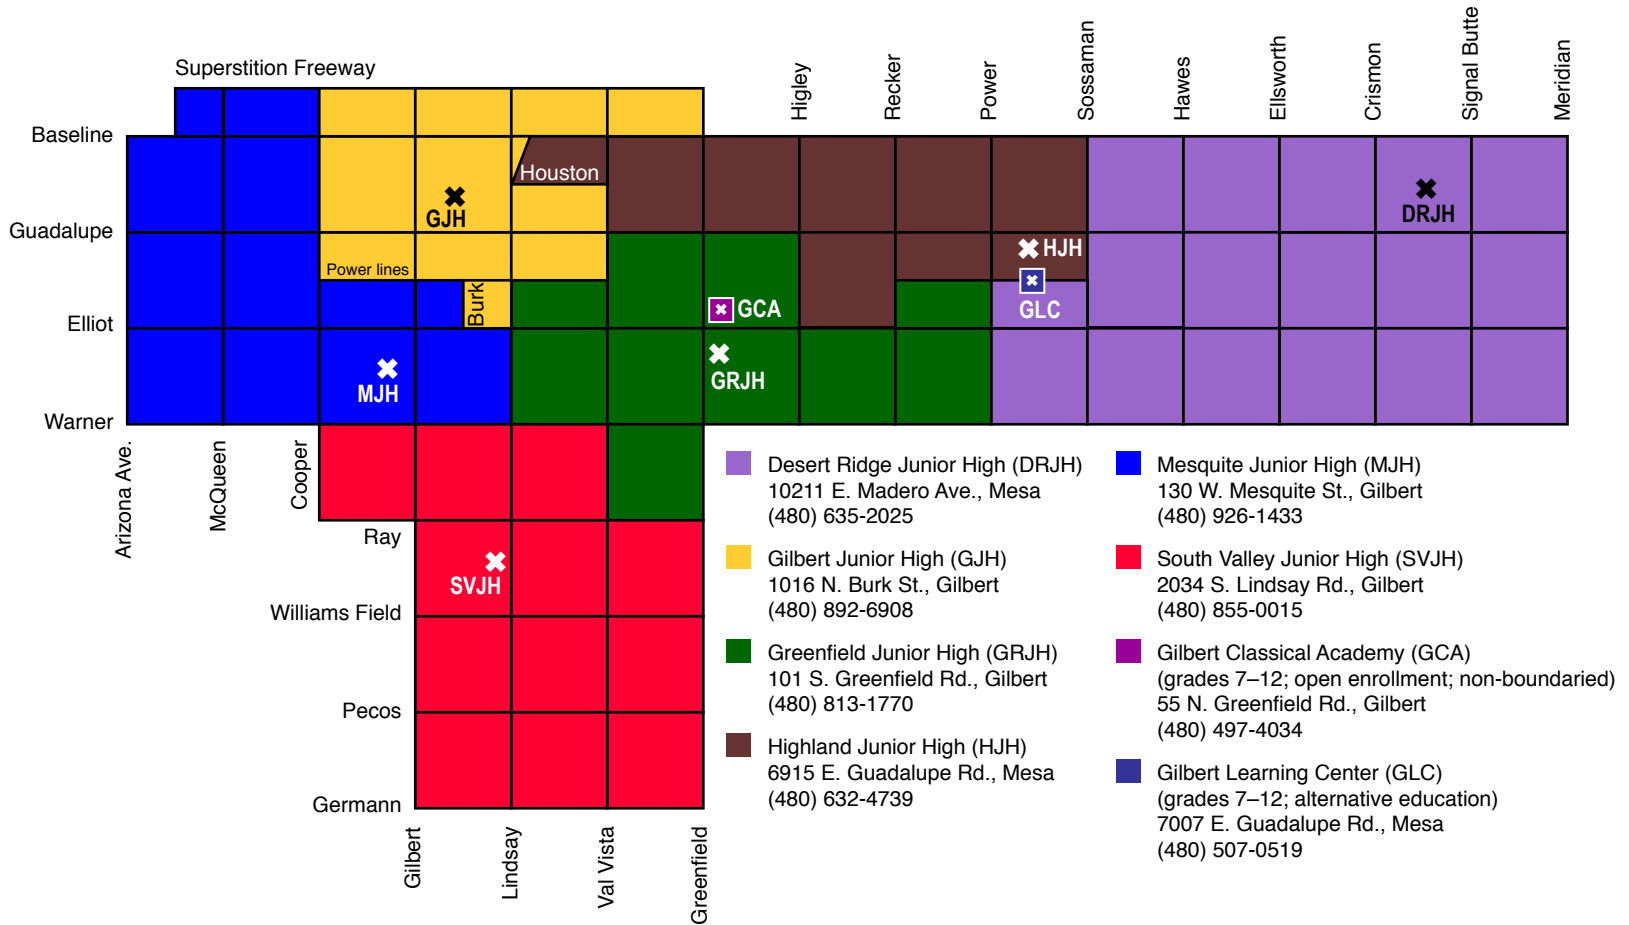 Superstition Freeway
Higley
Recker
Power
Sossaman
Hawes
Ellsworth
Crismon
Signal Butte
Meridian
Baseline
Houston
GJH
DRJH
Guadalupe
HJH
Power lines
Burk
GCA
GLC
Elliot
GRJH
MJH
Warner
Arizona Ave.
McQueen
Cooper
Ray
SVJH
Williams Field
Pecos
Germann
Gilbert
Lindsay
Val Vista
Greenfield
Desert Ridge Junior High (DRJH)
10211 E. Madero Ave., Mesa
(480) 635-2025
Gilbert Junior High (GJH)
1016 N. Burk St., Gilbert
(480) 892-6908
Greenfield Junior High (GRJH)
101 S. Greenfield Rd., Gilbert
(480) 813-1770
Highland Junior High (HJH)
6915 E. Guadalupe Rd., Mesa
(480) 632-4739
Mesquite Junior High (MJH)
130 W. Mesquite St., Gilbert
(480) 926-1433
South Valley Junior High (SVJH)
2034 S. Lindsay Rd., Gilbert
(480) 855-0015
Gilbert Classical Academy (GCA)
(grades 7–12; open enrollment; non-boundaried)
55 N. Greenfield Rd., Gilbert
(480) 497-4034
Gilbert Learning Center (GLC)
(grades 7–12; alternative education)
7007 E. Guadalupe Rd., Mesa
(480) 507-0519